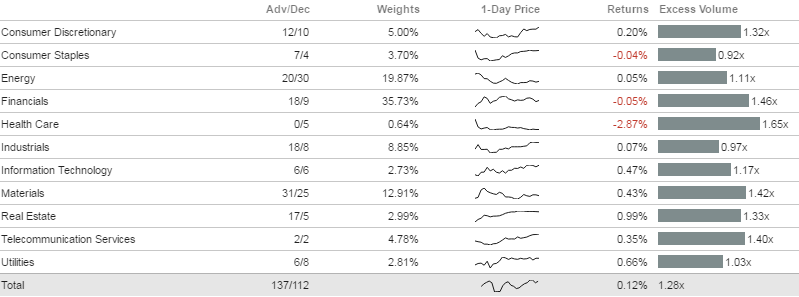 Adv/Dec Weights 1-Day Price Returns Excess Volume
Consumer Discretionary 12/10 5.00% 0.20% 1.32x
Consumer Staples 7/4 3.70% -0.04% 0.92x
Energy 20/30 19.87% 0.05% 1.11x
Financials 18/9 35.73% -0.05% 1.46x
Health Care 0/5 0.64% -2.87% 1.65x
Industrials 18/8 8.85% 0.07% 0.97x
Information Technology 6/6 2.73% 0.47% 1.17x
Materials 31/25 12.91% 0.43% 1.42x
Real Estate 17/5 2.99% 0.99% 1.33x
Telecommunication Services 2/2 4.78% 0.35% 1.40x
Utilities 6/8 2.81% 0.66% 1.03x
Total 137/112 0.12% 1.28x